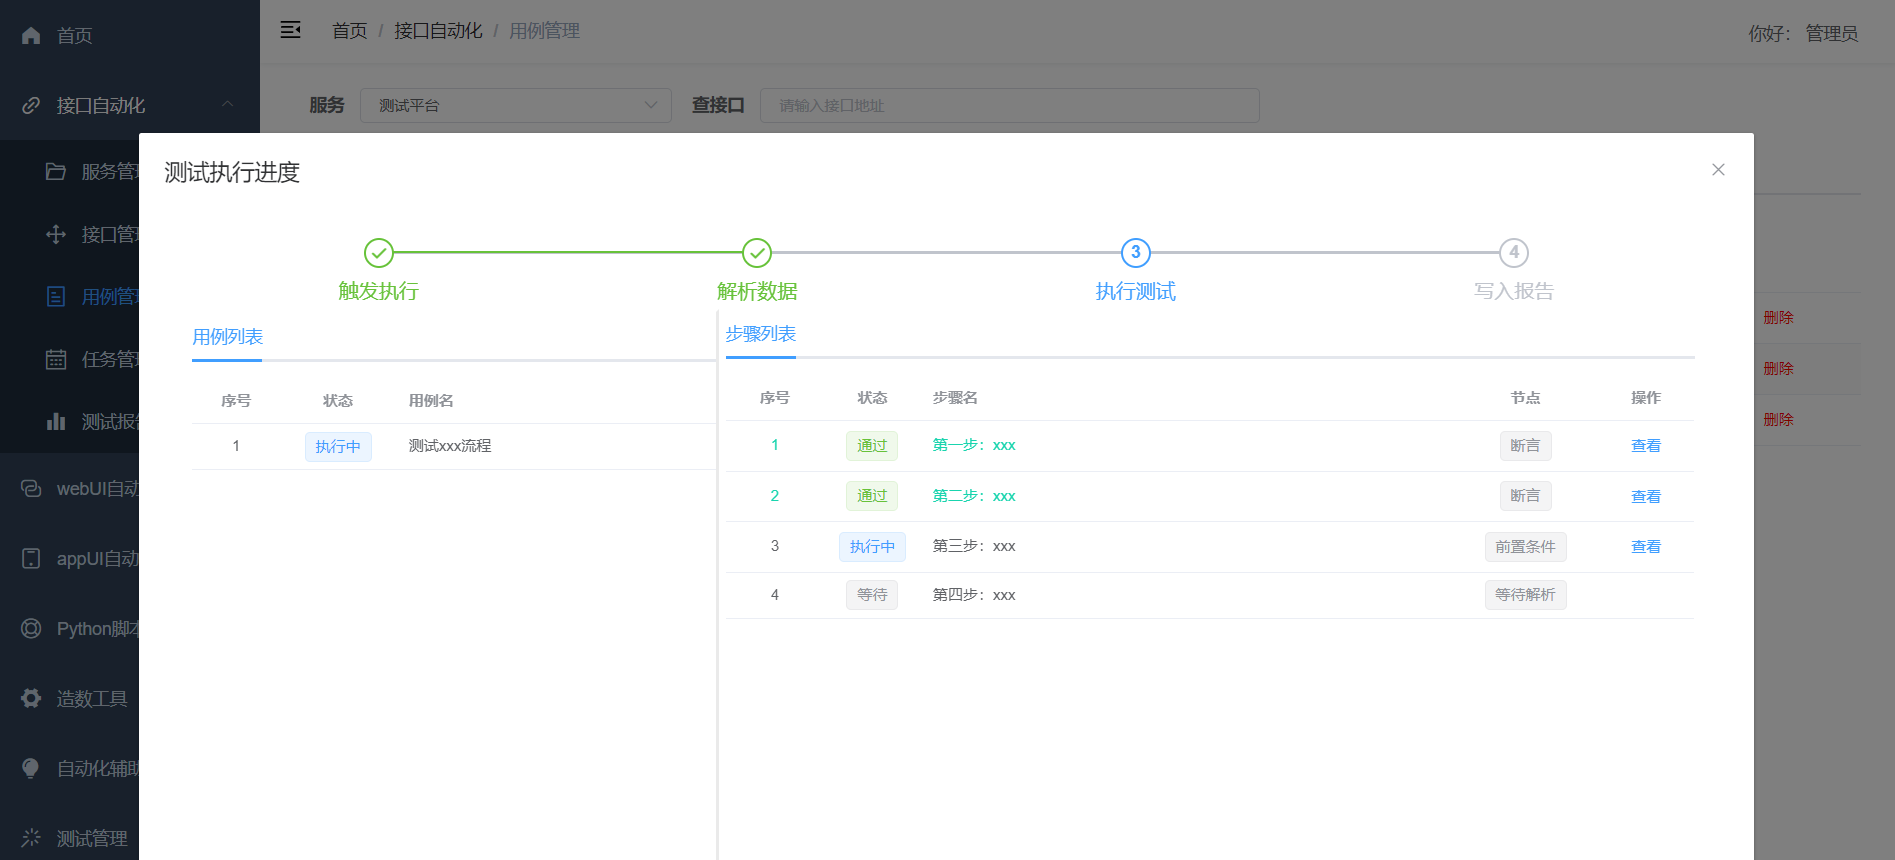 首页
接口自动化
服务管
接口管
用例管
任务管
测试报
webUI自动
appUI自动
Python脚
造数工具
自动化辅
测试管理
首页 / 接口自动化 / 用例管理
你好： 管理员
服务 测试平台 查接口 请输入接口地址
测试执行进度
3 4
触发执行 解析数据 执行测试 写入报告
用例列表
序号 状态 用例名
1 执行中 测试xxx流程
步骤列表
序号 状态 步骤名 节点 操作
1 通过 第一步：xxx 断言 查看
2 通过 第二步：xxx 断言 查看
3 执行中 第三步：xxx 前置条件 查看
4 等待 第四步：xxx 等待解析
删除
删除
删除